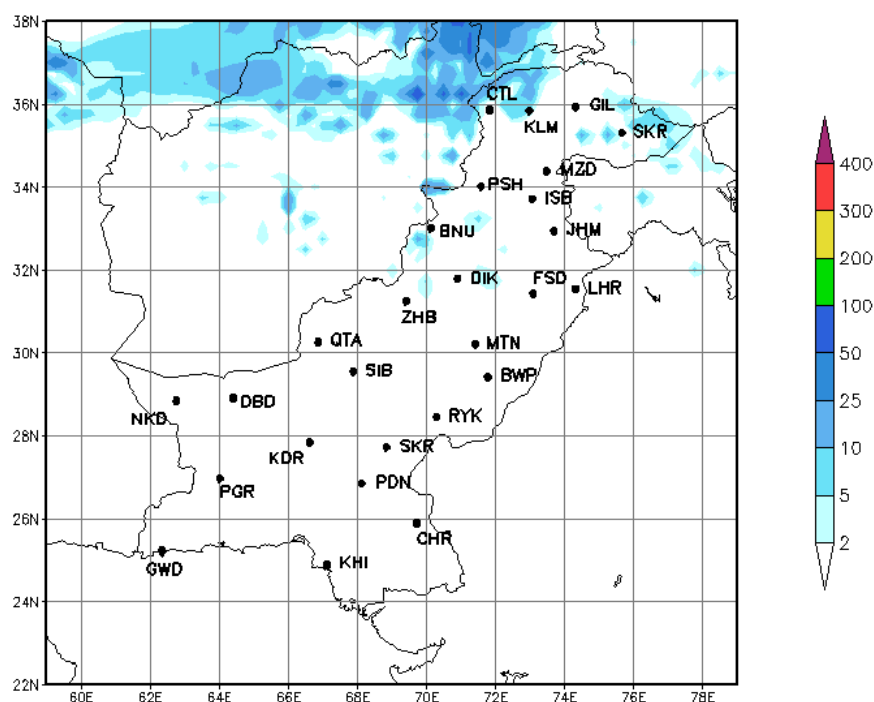 38N
36N
34N
32N
30N
28N
26N
24N
22N
60E 62E 64E 66E 68E 70E 72E 74E 76E 78E
CTL
GIL
KLM
SKR
MZD
PSH
ISB
BNU
JHM
DIK
FSD
LHR
ZHB
QTA
MTN
SIB
BWP
NKD
DBD
RYK
KDR
SKR
PGR
PDN
CHR
GWD
KHI
400
300
200
100
50
25
10
5
2